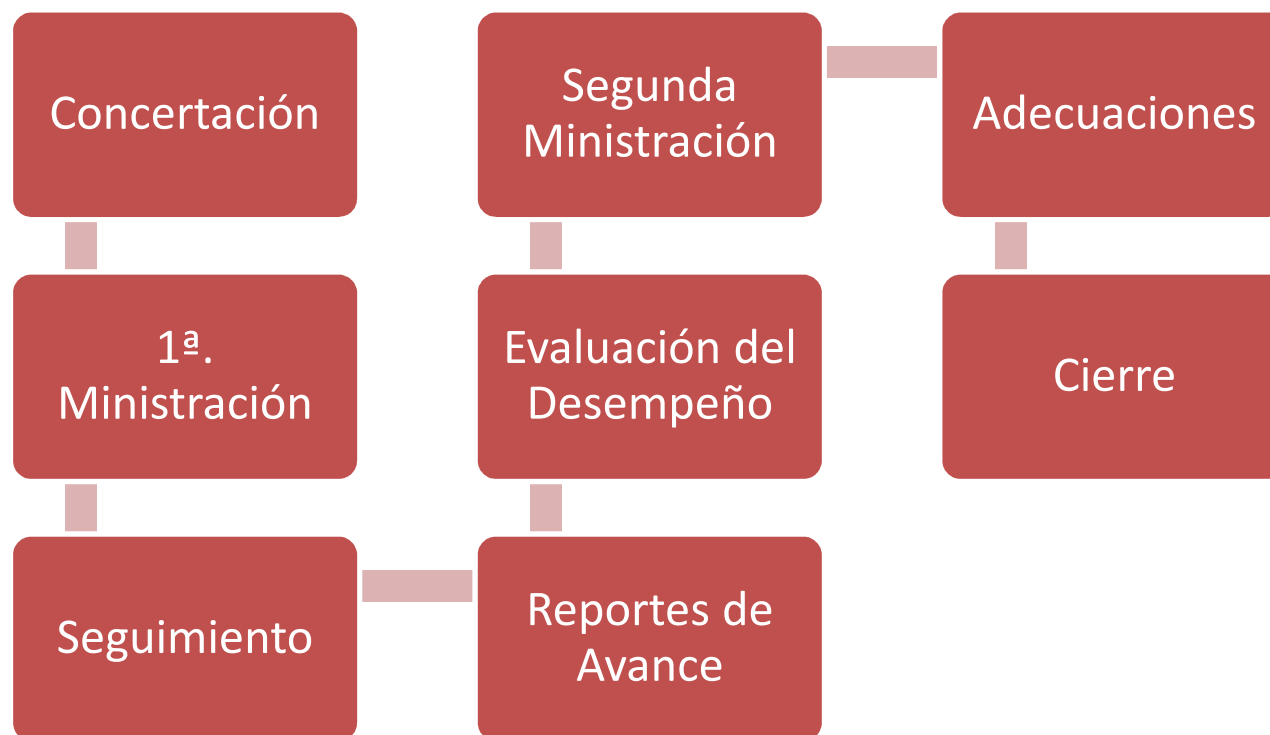 Concertación
1ª.
Ministración
Seguimiento
Reportes de
Avance
Evaluación del
Desempeño
Segunda
Ministración
Adecuaciones
Cierre